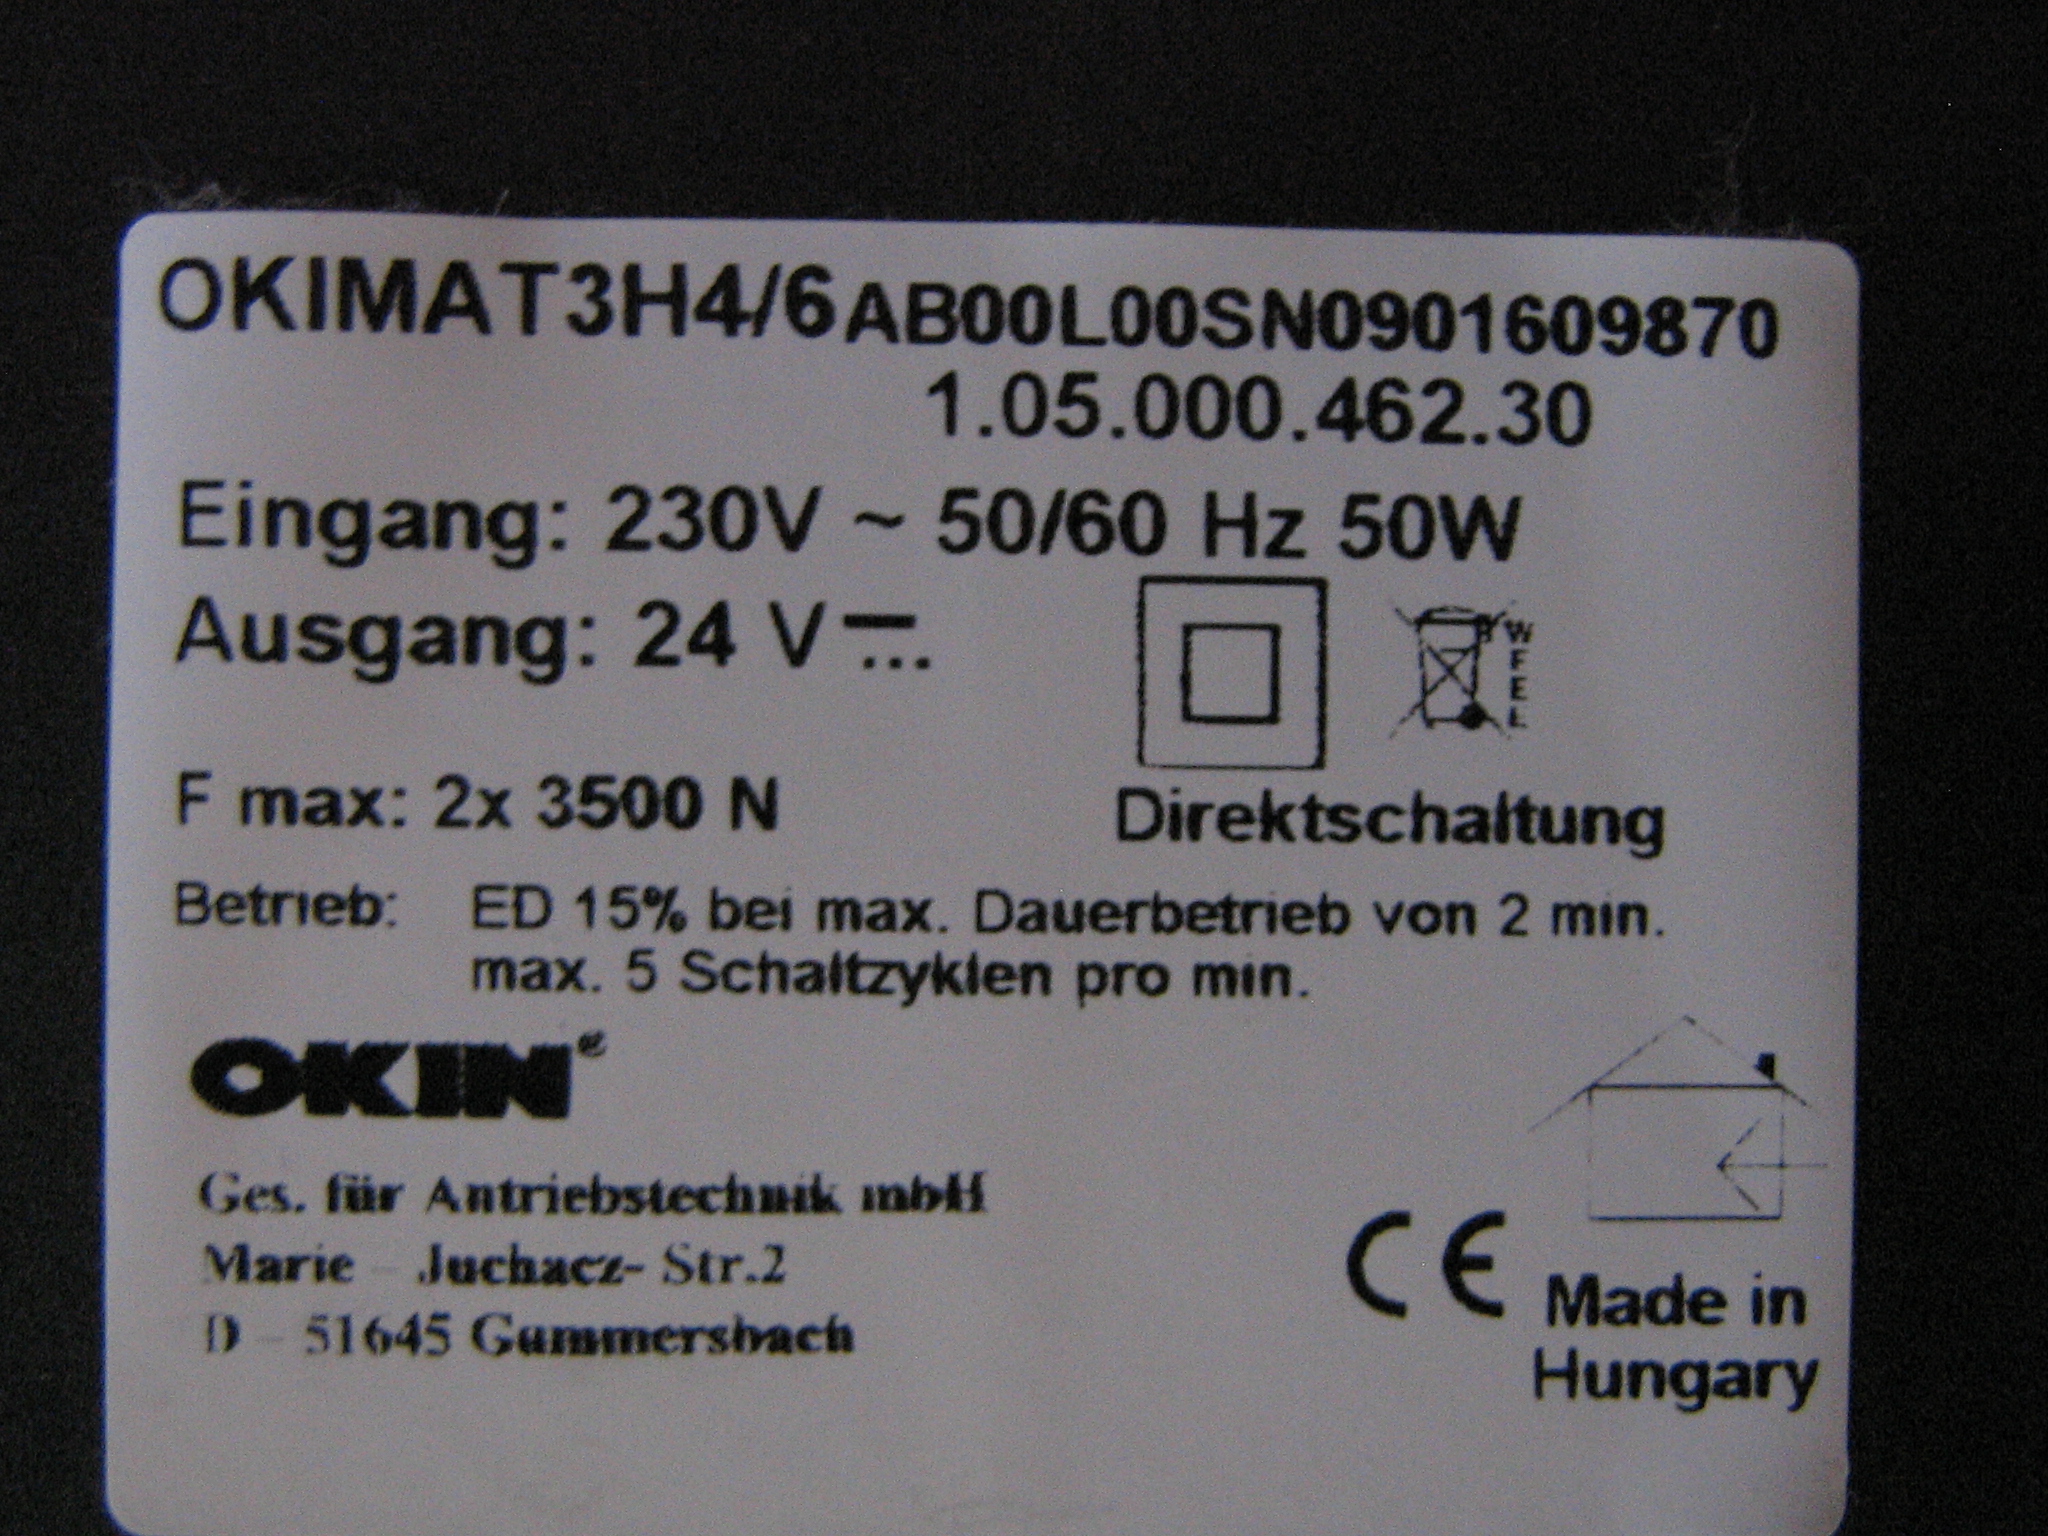 OKIMAT3H4/6 AB00L00SN0901609870
1.05.000.462.30
Eingang: 230V ~ 50/60 Hz 50W
Ausgang: 24 V
F max: 2x 3500 N
Direktschaltung
Betrieb: ED 15% bei max. Dauerbetrieb von 2 min.
max. 5 Schaltzyklen pro min.
OKIN®
Ges. für Antriebstechnik mbH
Marie - Juchacz- Str.2
D - 51645 Gummersbach
CE
Made in
Hungary